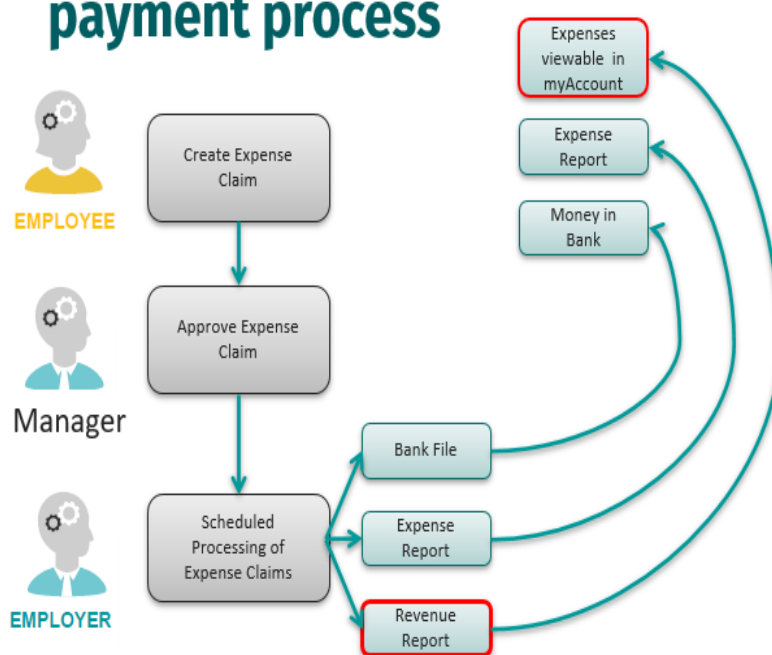 payment process
Expenses
viewable in
myAccount
Create Expense
Claim
Expense
Report
EMPLOYEE
Money in
Bank
Approve Expense
Claim
Manager
Bank File
Scheduled
Processing of
Expense Claims
Expense
Report
EMPLOYER
Revenue
Report